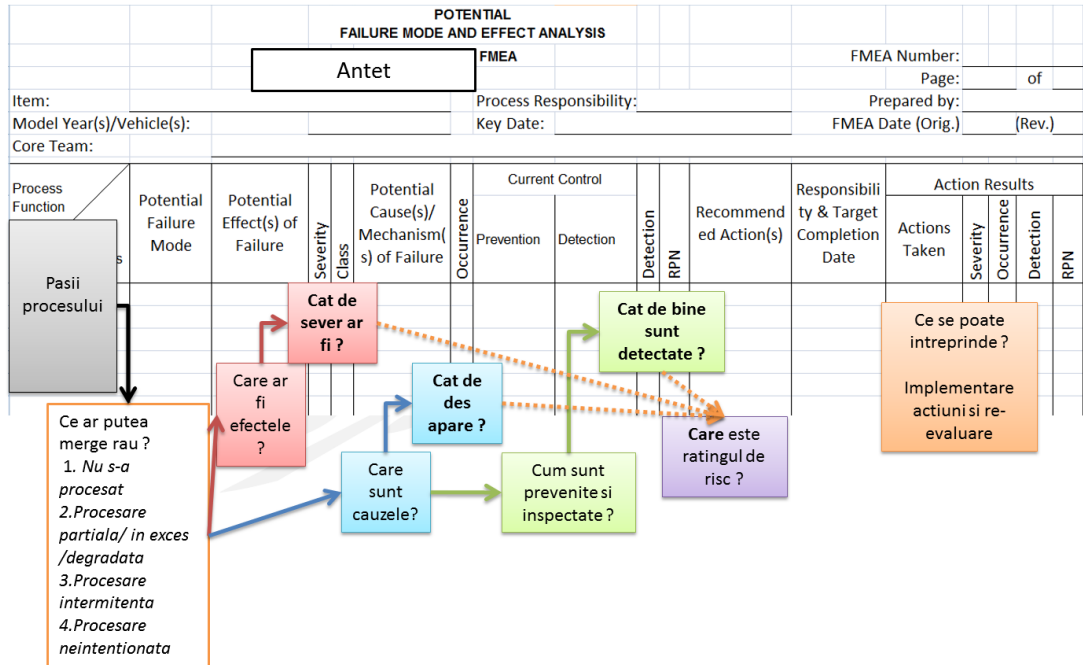 POTENTIAL
FAILURE MODE AND EFFECT ANALYSIS
Antet
FMEA
FMEA Number:
Page:
of
Item:
Process Responsibility:
Prepared by:
Model Year(s)/Vehicle(s):
Key Date:
FMEA Date (Orig.)
(Rev.)
Core Team:
Process
Function
s
Potential
Failure
Mode
Potential
Effect(s) of
Failure
Severity
Class
Potential
Cause(s)/
Mechanism(
s) of Failure
Occurrence
Current Control
Prevention
Detection
Detection
RPN
Recommend
ed Action(s)
Responsibili
ty & Target
Completion
Date
Action Results
Actions
Taken
Severity
Occurrence
Detection
RPN
Pasii
procesului
Ce ar putea
merge rau ?
1. Nu s-a
procesat
2.Procesare
partiala/ in exces
/degradata
3.Procesare
intermitenta
4.Procesare
neintentionata
Care ar
fi
efectele
?
Cat de
sever ar
fi ?
Care
sunt
cauzele?
Cat de
des
apare ?
Cum sunt
prevenite si
inspectate ?
Cat de bine
sunt
detectate ?
Care este
ratingul de
risc ?
Ce se poate
intreprinde ?
Implementare
actiuni si re-
evaluare